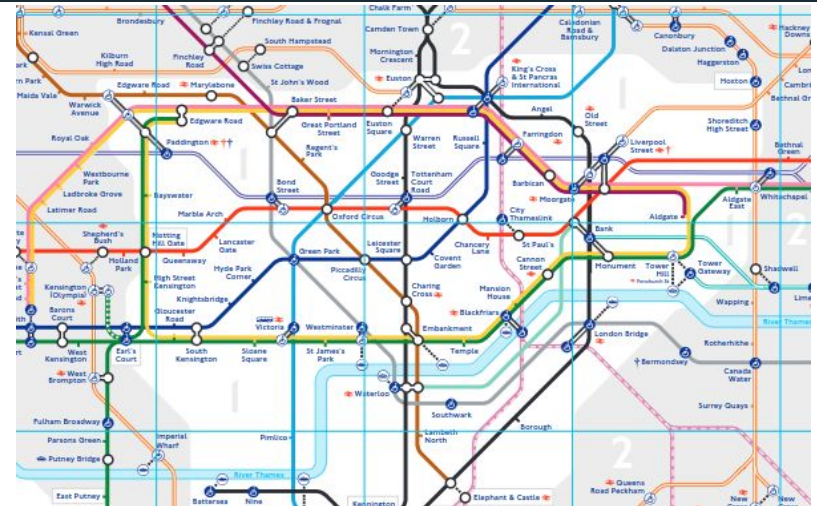 Chalk Farm
Brondesbury
Finchley Road & Frognal
Camden Town
Caledonian
Road &
Barnsbury
Canonbury
Hackney
Downs
Kensal Green
Finchley
Road
South Hampstead
2
Dalston Junction
Haggerston
Kilburn
High Road
Swiss Cottage
Mornington
Crescent
St John's Wood
Euston
King's Cross
& St Pancras
International
Hoxton
Maida Vale
Edgware Road
Marylebone
Warwick
Avenue
Baker Street
Angel
Old
Street
Edgware Road
Great Portland
Street
Euston
Square
Shoreditch
High Street
Royal Oak
Paddington
Warren
Street
Russell
Square
Farringdon
Liverpool
Street
Bethnal
Green
Regent's
Park
Westbourne
Park
Goodge
Street
Tottenham
Court
Road
Barbican
Ladbroke Grove
Bayswater
Bond
Street
Moorgate
Aldgate
East
Whitechapel
Latimer Road
Marble Arch
Oxford Circus
Holborn
City
Thameslink
Aldgate
Shepherd's
Bush
Notting
Hill Gate
Lancaster
Gate
Chancery
Lane
St Paul's
Bank
2
Holland
Park
Queensway
Green Park
Leicester
Square
Cannon
Street
Monument
Tower
Hill
Tower
Gateway
Shadwell
Hyde Park
Corner
Piccadilly
Circus
Covent
Garden
Fenchurch St
Kensington
(Olympia)
High Street
Kensington
Mansion
House
Lime
Knightsbridge
Charing
Cross
Wapping
Barons
Court
Gloucester
Road
Victoria
Westminster
Blackfriars
River Thames
Embankment
London Bridge
Rotherhithe
West
Kensington
Earl's
Court
South
Kensington
Sloane
Square
St James's
Park
Temple
Bermondsey
Canada
Water
West
Brompton
Waterloo
Southwark
Surrey Quays
Fulham Broadway
Borough
Parsons Green
Imperial
Wharf
Pimlico
Lambeth
North
2
Putney Bridge
River Thames
Queens
Road Peckham
East Putney
Battersea
Nine
Kennington
Elephant & Castle
New
New